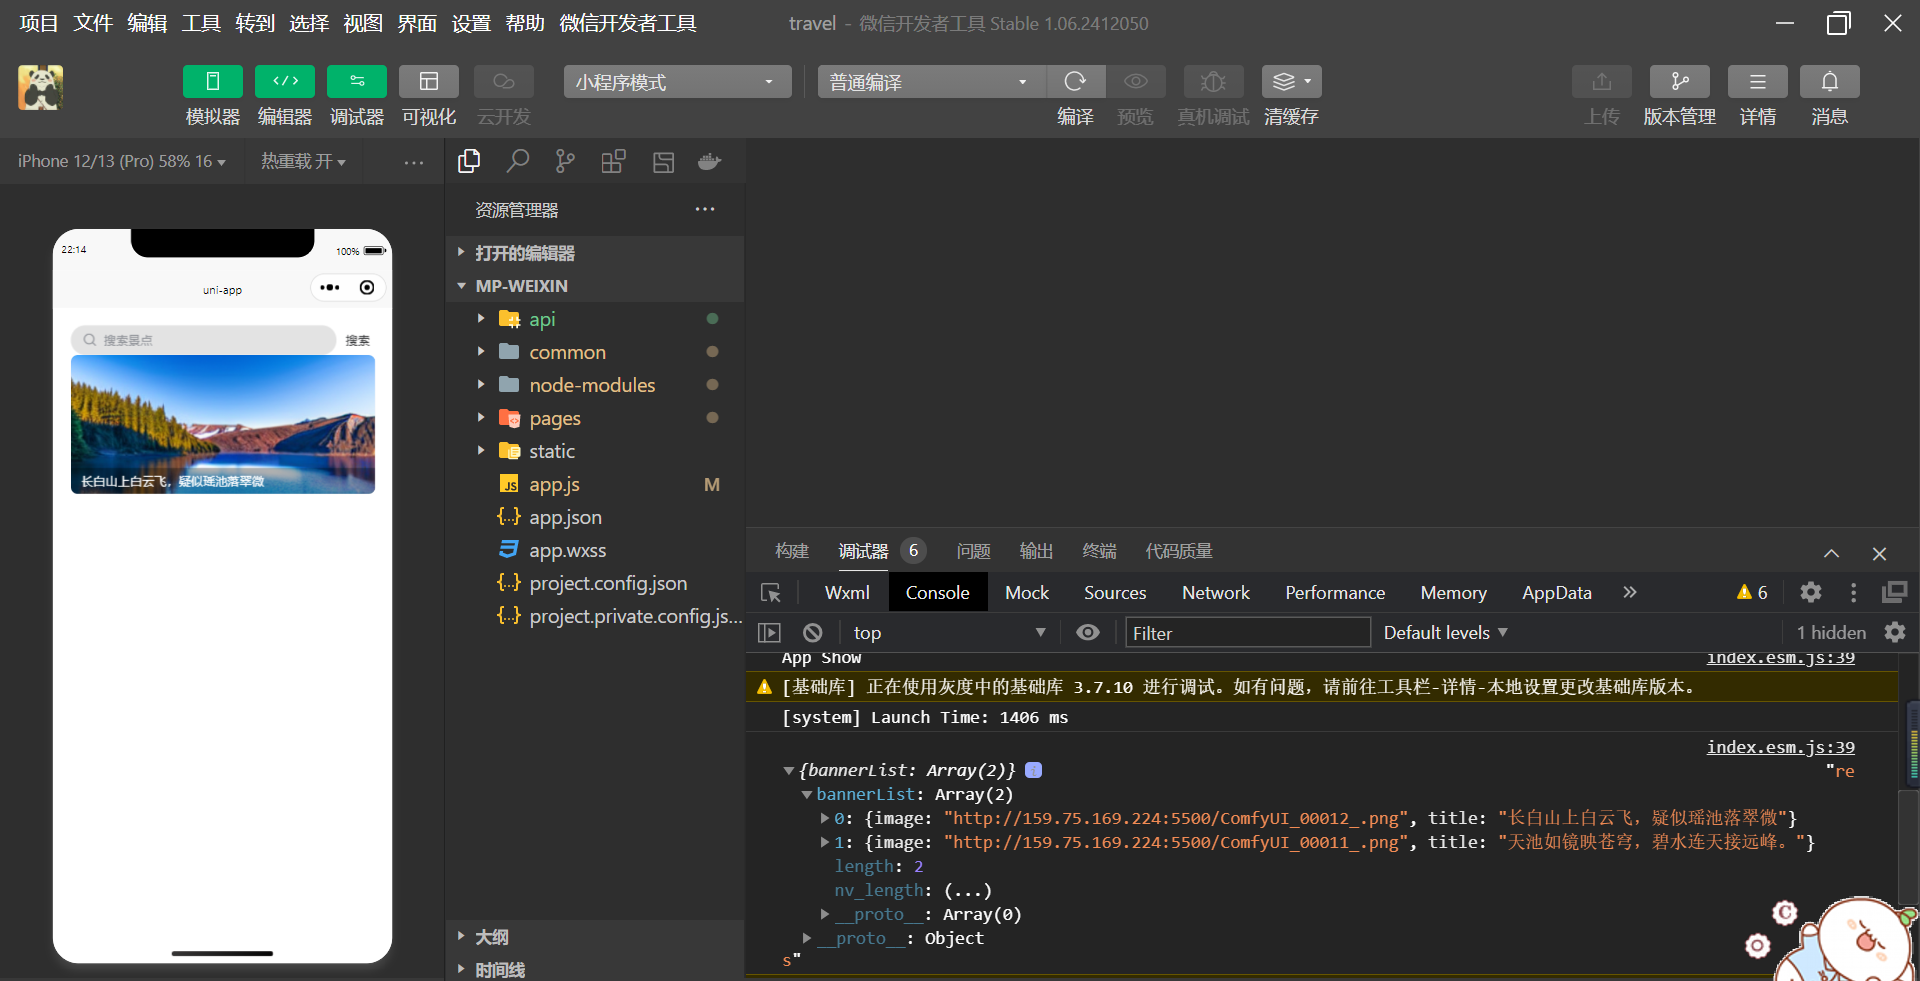 项目 文件 编辑 工具 转到 选择 视图 界面 设置 帮助 微信开发者工具
travel - 微信开发者工具 Stable 1.06.2412050
模拟器 编辑器 调试器 可视化 云开发
小程序模式
普通编译
编译 预览 真机调试 清缓存
上传 版本管理 详情 消息
iPhone 12/13 (Pro) 58% 16
热重载 开
22:14
100%
uni-app
搜索景点
搜索
长白山上白云飞，疑似瑶池落翠微
资源管理器
打开的编辑器
MP-WEIXIN
api
common
node-modules
pages
static
JS app.js M
{..} app.json
app.wxss
{..} project.config.json
{..} project.private.config.js...
大纲
时间线
构建 调试器 6 问题 输出 终端 代码质量
Wxml Console Mock Sources Network Performance Memory AppData 6
top Filter Default levels 1 hidden
App Show index.esm.js:39
[基础库] 正在使用灰度中的基础库 3.7.10 进行调试。如有问题，请前往工具栏-详情-本地设置更改基础库版本。
[system] Launch Time: 1406 ms
index.esm.js:39
{bannerList: Array(2)} i "re
bannerList: Array(2)
0: {image: "http://159.75.169.224:5500/ComfyUI_00012_.png", title: "长白山上白云飞，疑似瑶池落翠微"}
1: {image: "http://159.75.169.224:5500/ComfyUI_00011_.png", title: "天池如镜映苍穹，碧水连天接远峰。"}
length: 2
nv_length: (...)
__proto__: Array(0)
__proto__: Object
s"
C